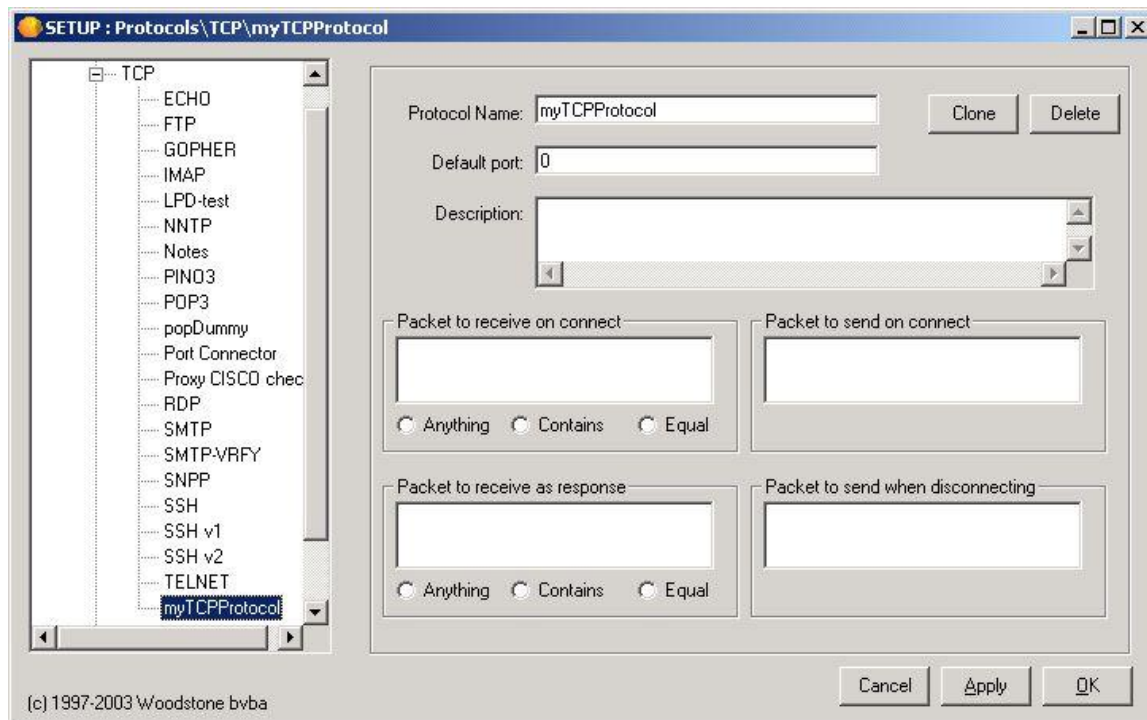 SETUP : Protocols\TCP\myTCPProtocol
TCP
ECHO
FTP
GOPHER
IMAP
LPD-test
NNTP
Notes
PINO3
POP3
popDummy
Port Connector
Proxy CISCO chec
RDP
SMTP
SMTP-VRFY
SNPP
SSH
SSH v1
SSH v2
TELNET
myTCPProtocol
Protocol Name: myTCPProtocol
Clone
Delete
Default port: 0
Description:
Packet to receive on connect
Anything Contains Equal
Packet to send on connect
Packet to receive as response
Anything Contains Equal
Packet to send when disconnecting
(c) 1997-2003 Woodstone bvba
Cancel
Apply
OK